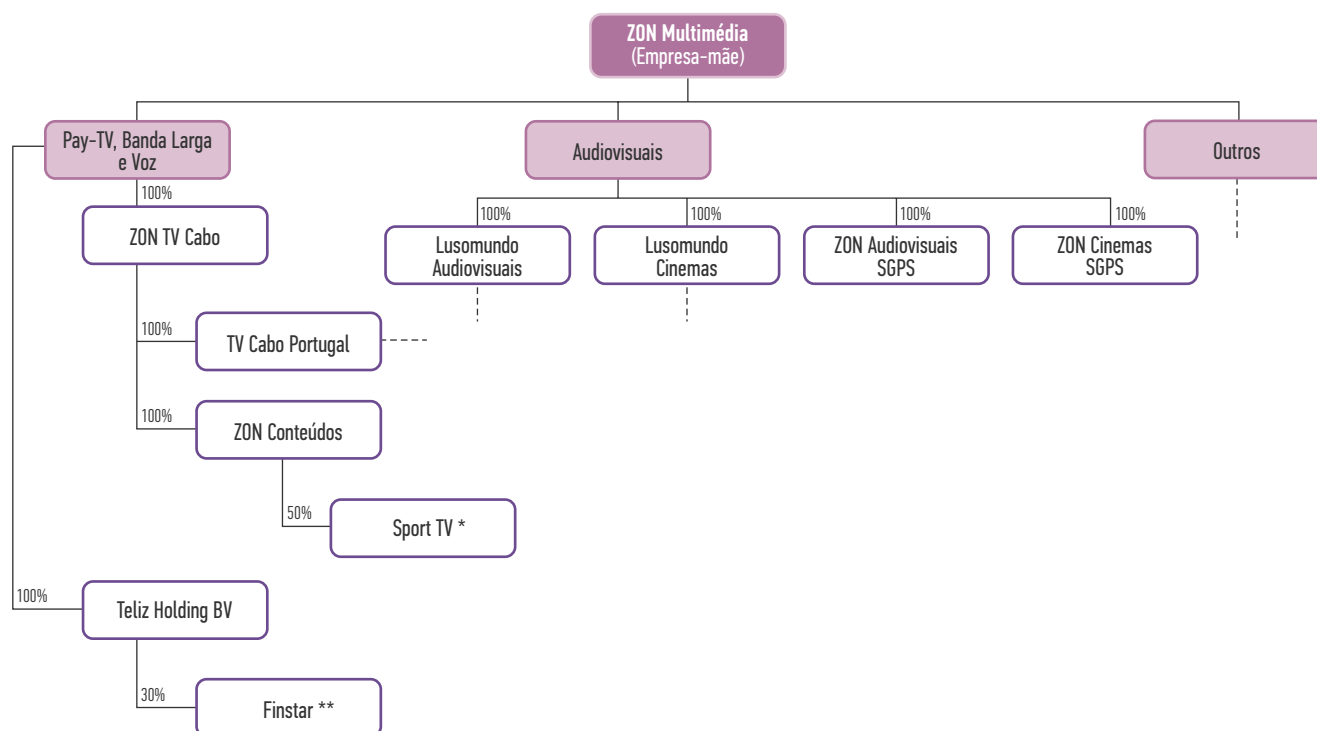 ZON Multimédia
(Empresa-mãe)
Pay-TV, Banda Larga
e Voz
Audiovisuais
Outros
100%
100%
100%
100%
100%
ZON TV Cabo
Lusomundo
Audiovisuais
Lusomundo
Cinemas
ZON Audiovisuais
SGPS
ZON Cinemas
SGPS
100%
TV Cabo Portugal
100%
ZON Conteúdos
50%
Sport TV *
100%
Teliz Holding BV
30%
Finstar **